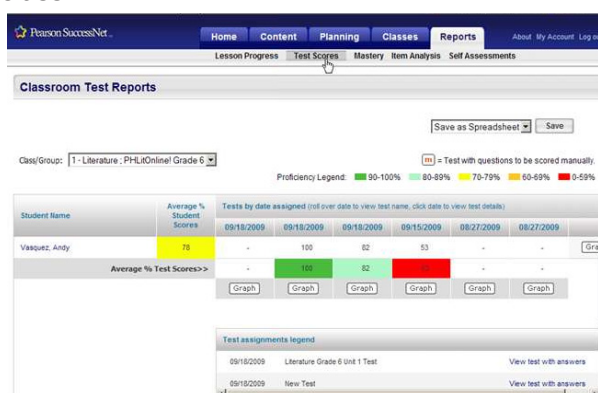 Pearson SuccessNet
Home Content Planning Classes Reports About My Account
Lesson Progress Test Scores Mastery Item Analysis Self Assessments
Classroom Test Reports
Save as Spreadsheet Save
Class/Group: 1 - Literature ; PHLitOnline! Grade 6
m = Test with questions to be scored manually.
Proficiency Legend: 90-100% 80-89% 70-79% 60-69% 0-59%
Student Name
Average % Student Scores
Tests by date assigned (roll over date to view test name, click date to view test details)
09/18/2009 09/18/2009 09/18/2009 09/15/2009 08/27/2009 08/27/2009
Vasquez, Andy 78 - 100 82 53 - -
Average % Test Scores>> - 100 82 53 - -
Graph Graph Graph Graph Graph Graph
Test assignments legend
09/18/2009 Literature Grade 6 Unit 1 Test View test with answers
09/18/2009 New Test View test with answers